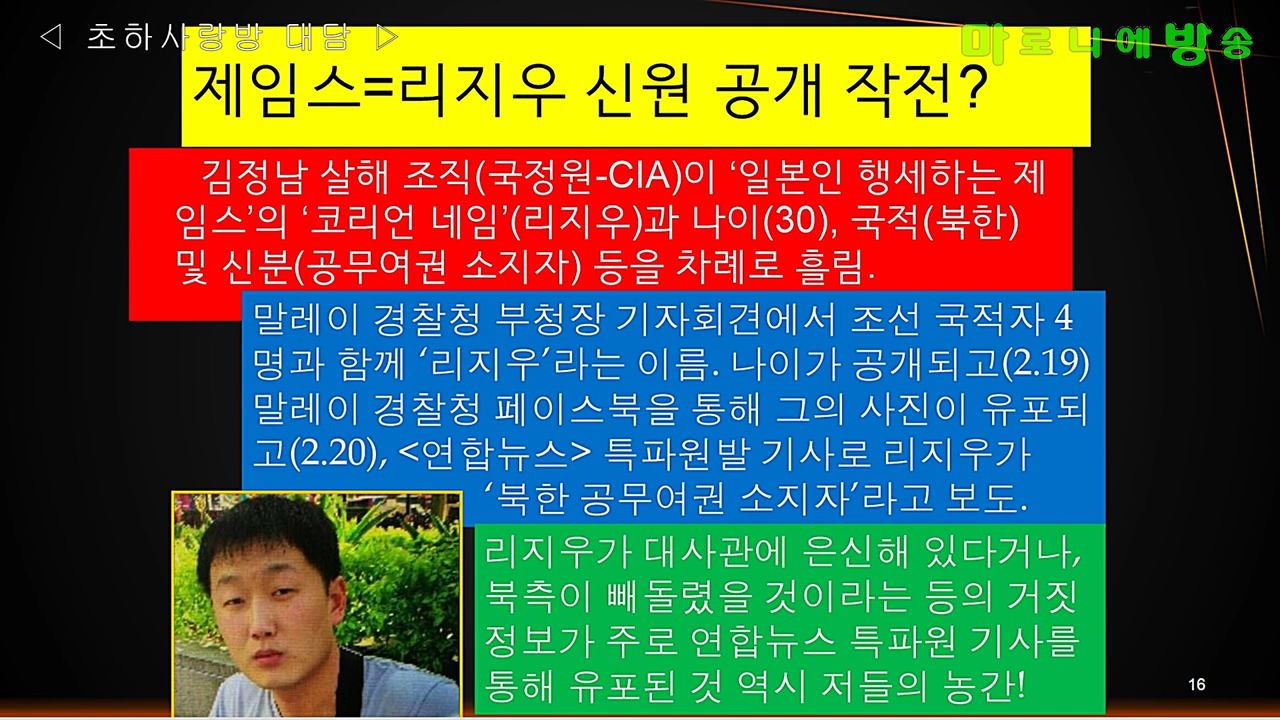 ◁ 초하사랑방 대담 ▷
마로니에방송
제임스=리지우 신원 공개 작전?
김정남 살해 조직(국정원-CIA)이 ‘일본인 행세하는 제
임스’의 ‘코리언 네임’(리지우)과 나이(30), 국적(북한)
및 신분(공무여권 소지자) 등을 차례로 흘림.
말레이 경찰청 부청장 기자회견에서 조선 국적자 4
명과 함께 ‘리지우’라는 이름. 나이가 공개되고(2.19)
말레이 경찰청 페이스북을 통해 그의 사진이 유포되
고(2.20), <연합뉴스> 특파원발 기사로 리지우가
‘북한 공무여권 소지자’라고 보도.
리지우가 대사관에 은신해 있다거나,
북측이 빼돌렸을 것이라는 등의 거짓
정보가 주로 연합뉴스 특파원 기사를
통해 유포된 것 역시 저들의 농간!
16